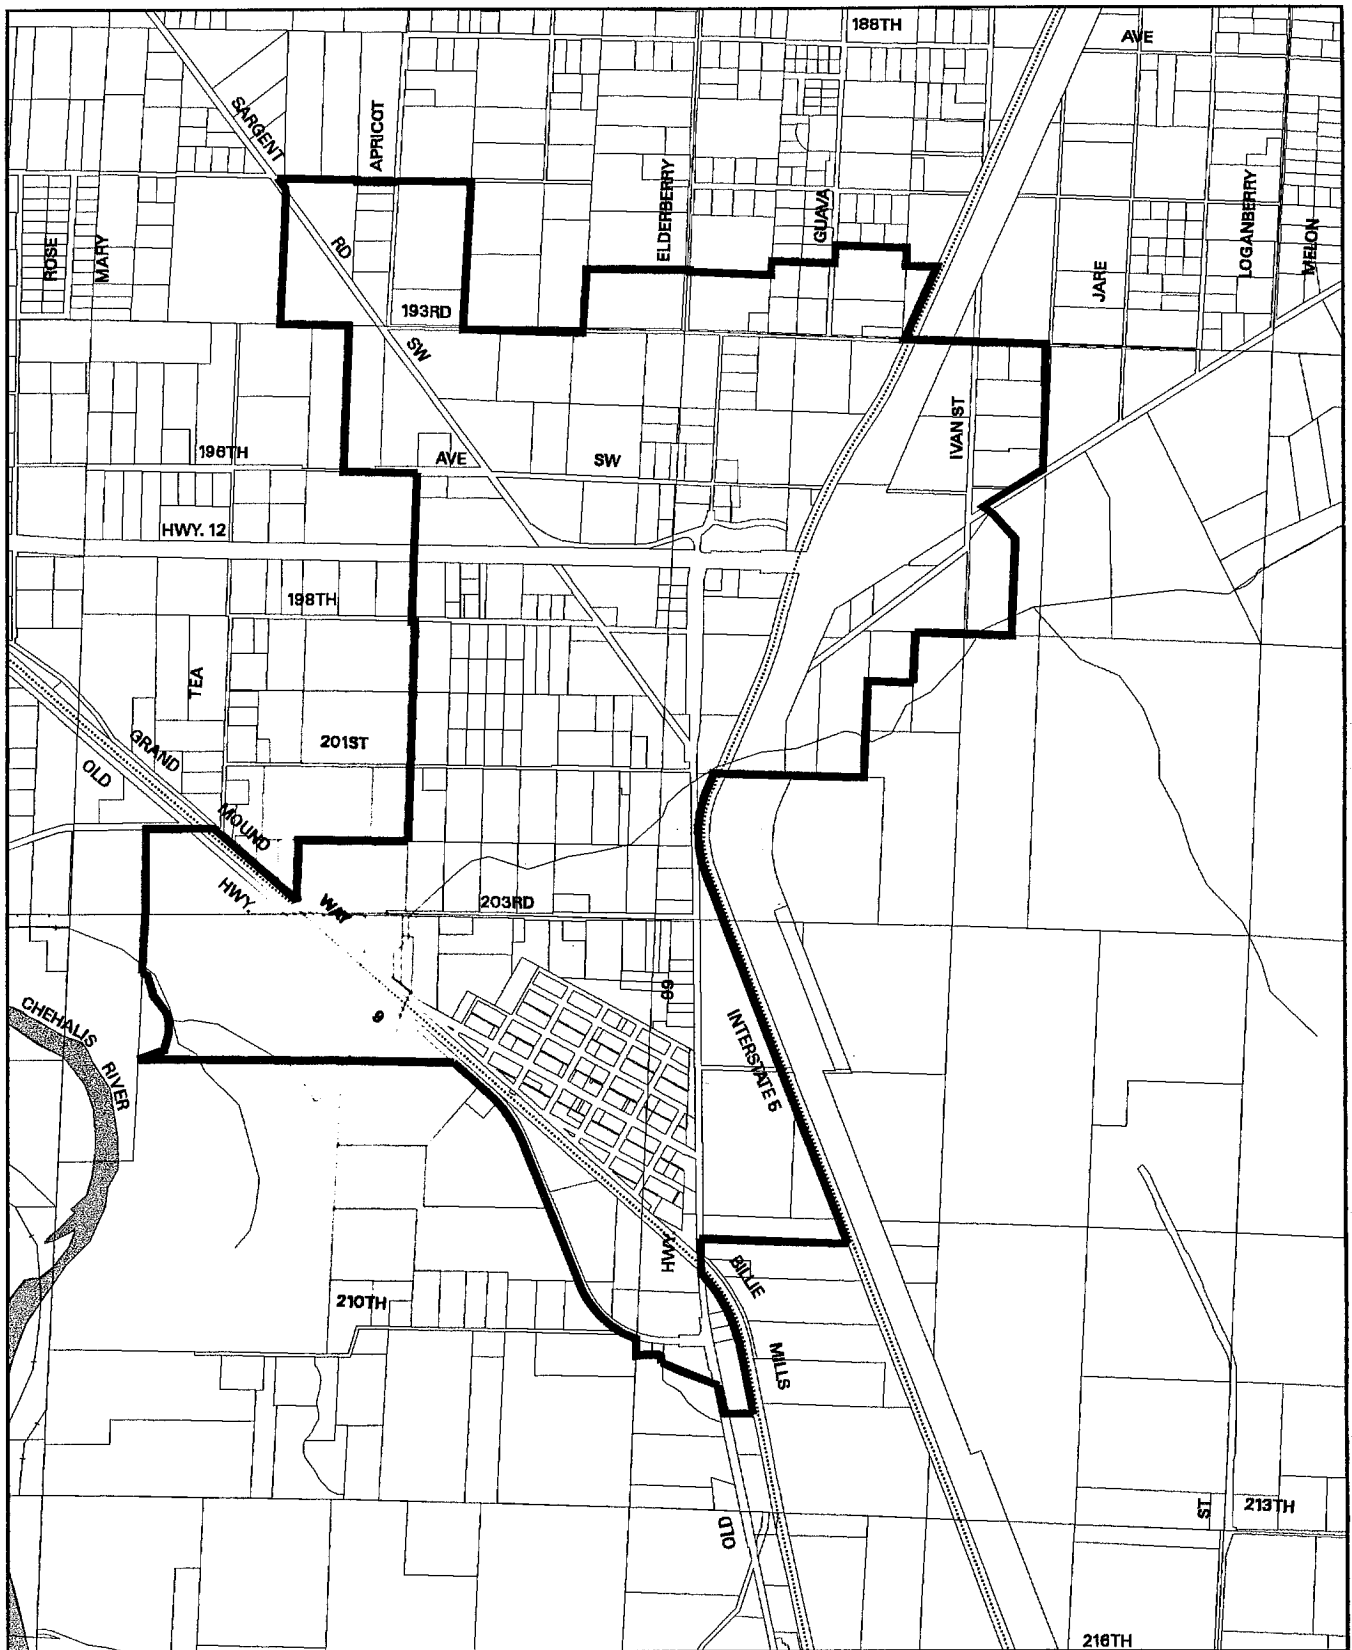 188TH
AVE
SARGENT
APRICOT
ELDERBERRY
GUAVA
LOGANBERRY
MELON
ROSE
MARY
RD
JARE
193RD
SW
IVAN ST
196TH
AVE
SW
HWY. 12
198TH
TEA
GRAND
201ST
OLD
MOUND
HWY.
WAY
203RD
99
9
CHEHALIS
RIVER
INTERSTATE 5
HWY
BILLIE
210TH
MILLS
OLD
ST
213TH
216TH